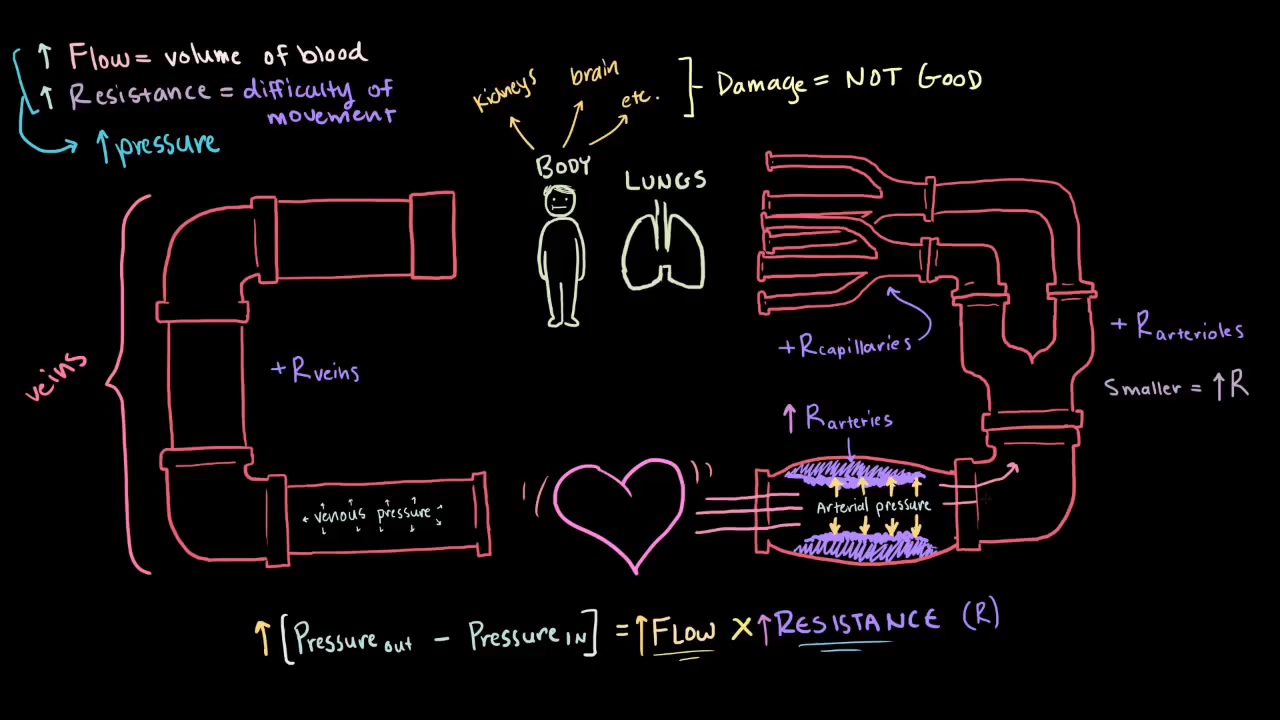 ↑ Flow = volume of blood
↑ Resistance = difficulty of
movement
↑ pressure
Kidneys
brain
etc.
Damage = NOT GOOD
BODY
LUNGS
veins
+ Rveins
+ Rcapillaries
+ Rarterioles
Smaller = ↑R
↑ Rarteries
venous pressure
Arterial pressure
↑ [Pressure out - Pressure IN] = ↑FLOW X ↑RESISTANCE (R)